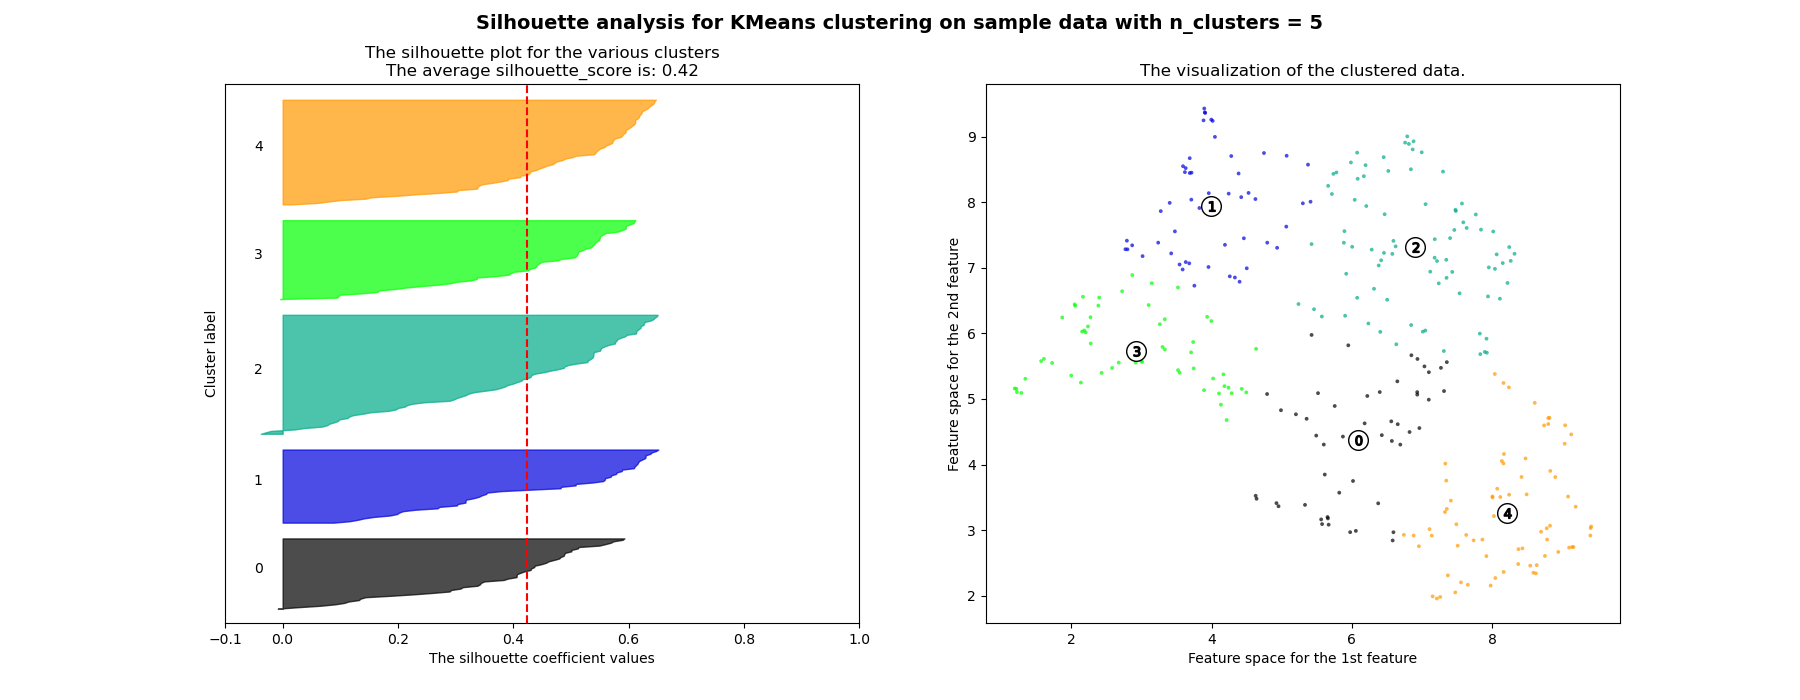 Silhouette analysis for KMeans clustering on sample data with n_clusters = 5
The silhouette plot for the various clusters
The average silhouette_score is: 0.42
4
3
2
1
0
Cluster label
−0.1 0.0 0.2 0.4 0.6 0.8 1.0
The silhouette coefficient values
The visualization of the clustered data.
9
8
7
6
5
4
3
2
Feature space for the 2nd feature
1
2
3
0
4
2 4 6 8
Feature space for the 1st feature